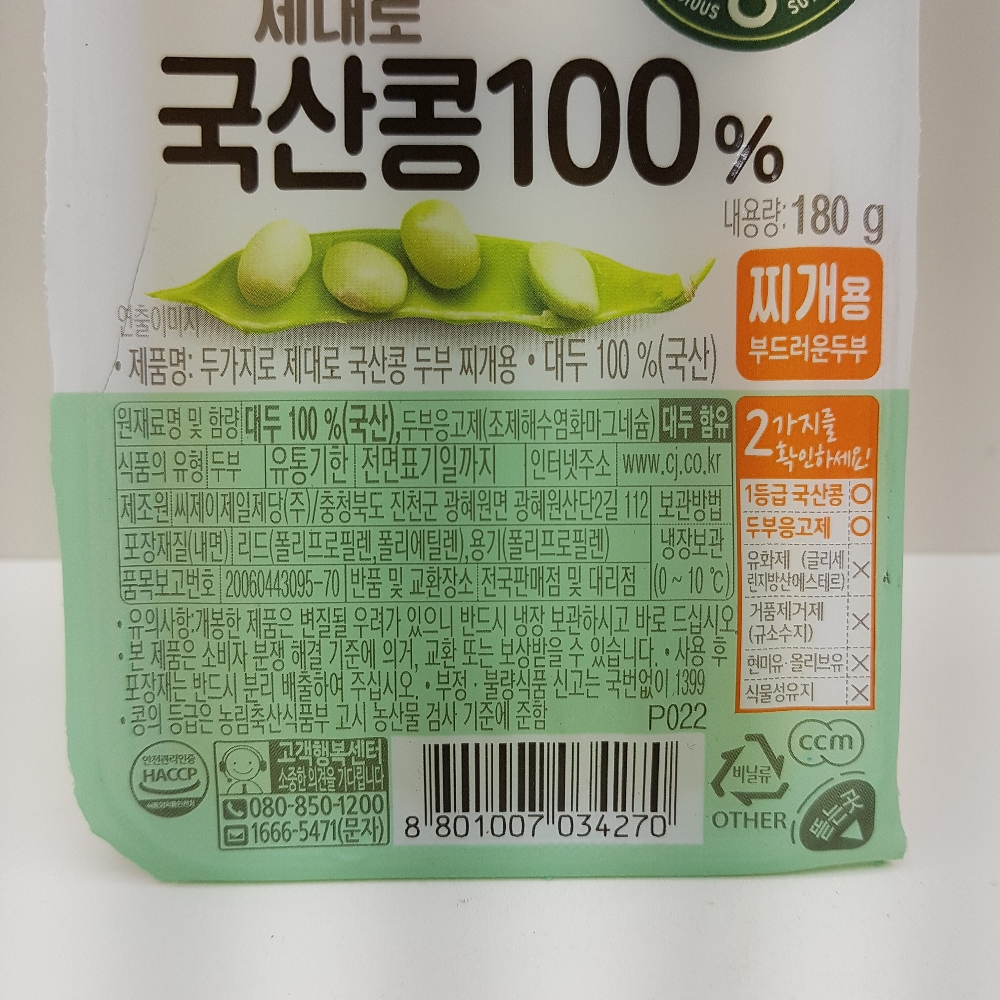 제대로
국산콩100%
내용량: 180 g
찌개용
부드러운두부
연출이미지
• 제품명: 두가지로 제대로 국산콩 두부 찌개용 • 대두 100 %(국산)
원재료명 및 함량 대두 100 %(국산),두부응고제(조제해수염화마그네슘) 대두 함유
식품의 유형 두부 유통기한 전면표기일까지 인터넷주소 www.cj.co.kr
제조원 씨제이제일제당(주)/충청북도 진천군 광혜원면 광혜원산단2길 112 보관방법
포장재질(내면) 리드(폴리프로필렌,폴리에틸렌),용기(폴리프로필렌) 냉장보관
품목보고번호 20060443095-70 반품 및 교환장소 전국판매점 및 대리점 (0 ~ 10 ℃)
• 유의사항:개봉한 제품은 변질될 우려가 있으니 반드시 냉장 보관하시고 바로 드십시오.
• 본 제품은 소비자 분쟁 해결 기준에 의거, 교환 또는 보상받을 수 있습니다. • 사용 후
포장재는 반드시 분리 배출하여 주십시오. • 부정 · 불량식품 신고는 국번없이 1399
• 콩의 등급은 농림축산식품부 고시 농산물 검사 기준에 준함 P022
2가지를
확인하세요!
1등급 국산콩 O
두부응고제 O
유화제 (글리세
린지방산에스테르) X
거품제거제
(규소수지) X
현미유·올리브유 X
식물성유지 X
안전관리인증
HACCP
고객행복센터
소중한 의견을 기다립니다
080-850-1200
1666-5471(문자)
8 801007 034270
비닐류
OTHER
ccm
뜯는곳